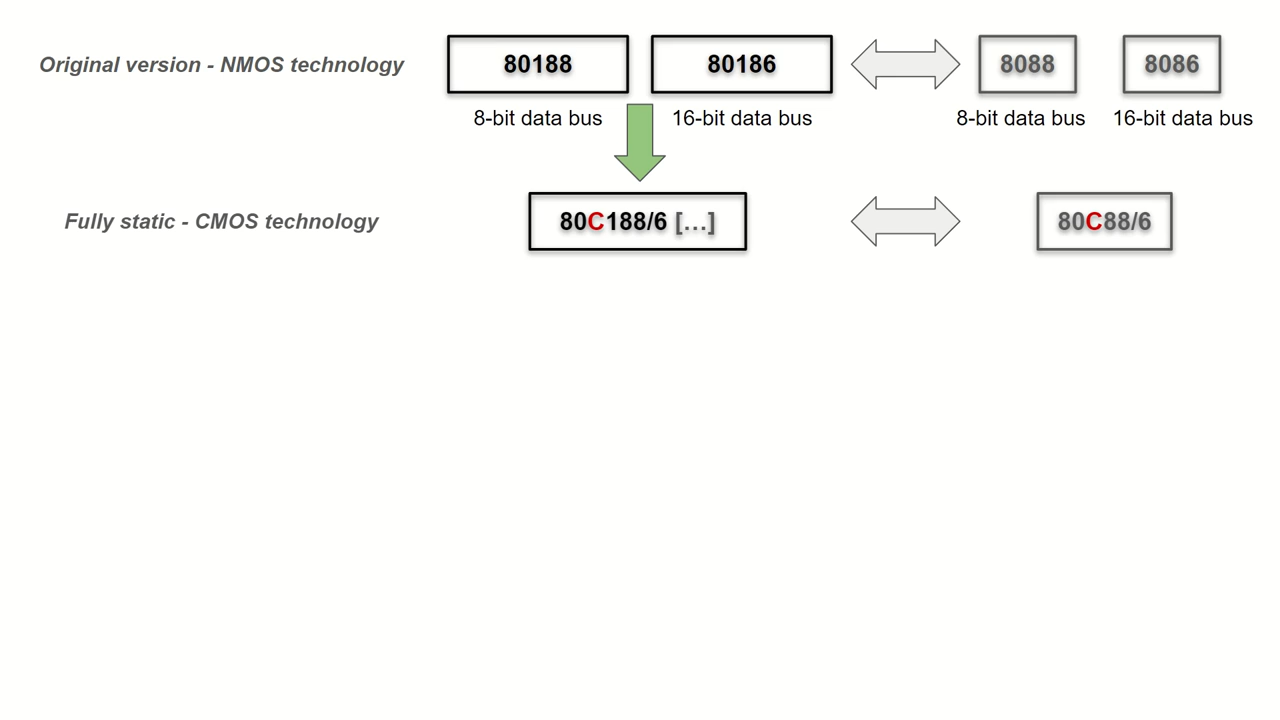 Original version - NMOS technology
80188
80186
8088
8086
8-bit data bus
16-bit data bus
8-bit data bus
16-bit data bus
Fully static - CMOS technology
80C188/6 [...]
80C88/6